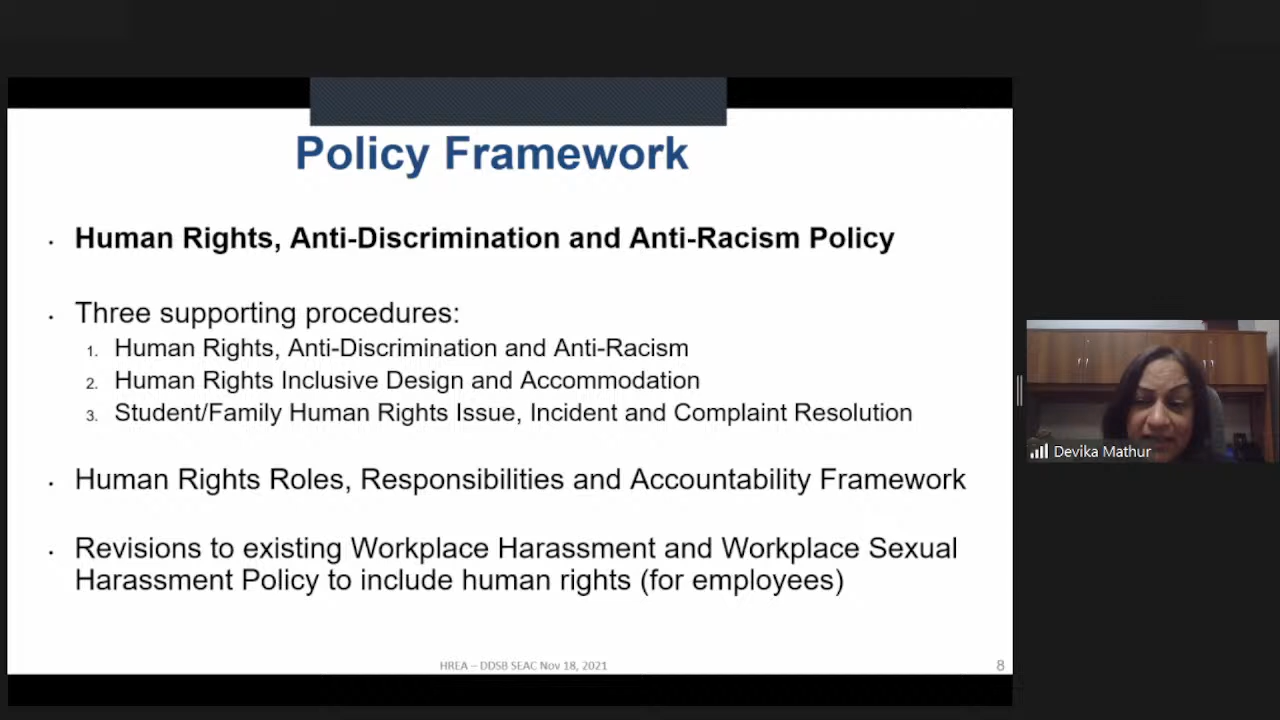 Policy Framework
• Human Rights, Anti-Discrimination and Anti-Racism Policy
• Three supporting procedures:
1. Human Rights, Anti-Discrimination and Anti-Racism
2. Human Rights Inclusive Design and Accommodation
3. Student/Family Human Rights Issue, Incident and Complaint Resolution
• Human Rights Roles, Responsibilities and Accountability Framework
• Revisions to existing Workplace Harassment and Workplace Sexual
Harassment Policy to include human rights (for employees)
HREA – DDSB SEAC Nov 18, 2021
8
Devika Mathur